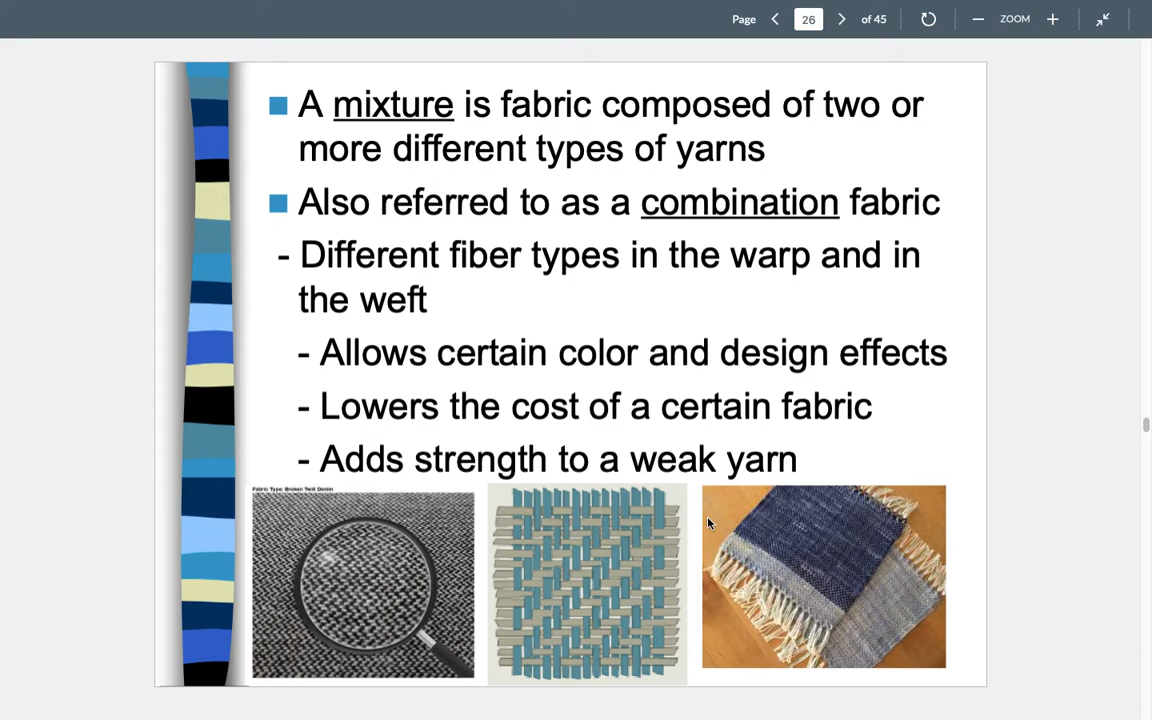 Page 26 of 45 ZOOM
A mixture is fabric composed of two or
more different types of yarns
Also referred to as a combination fabric
- Different fiber types in the warp and in
the weft
- Allows certain color and design effects
- Lowers the cost of a certain fabric
- Adds strength to a weak yarn
Fabric Type: Broken Twill Denim